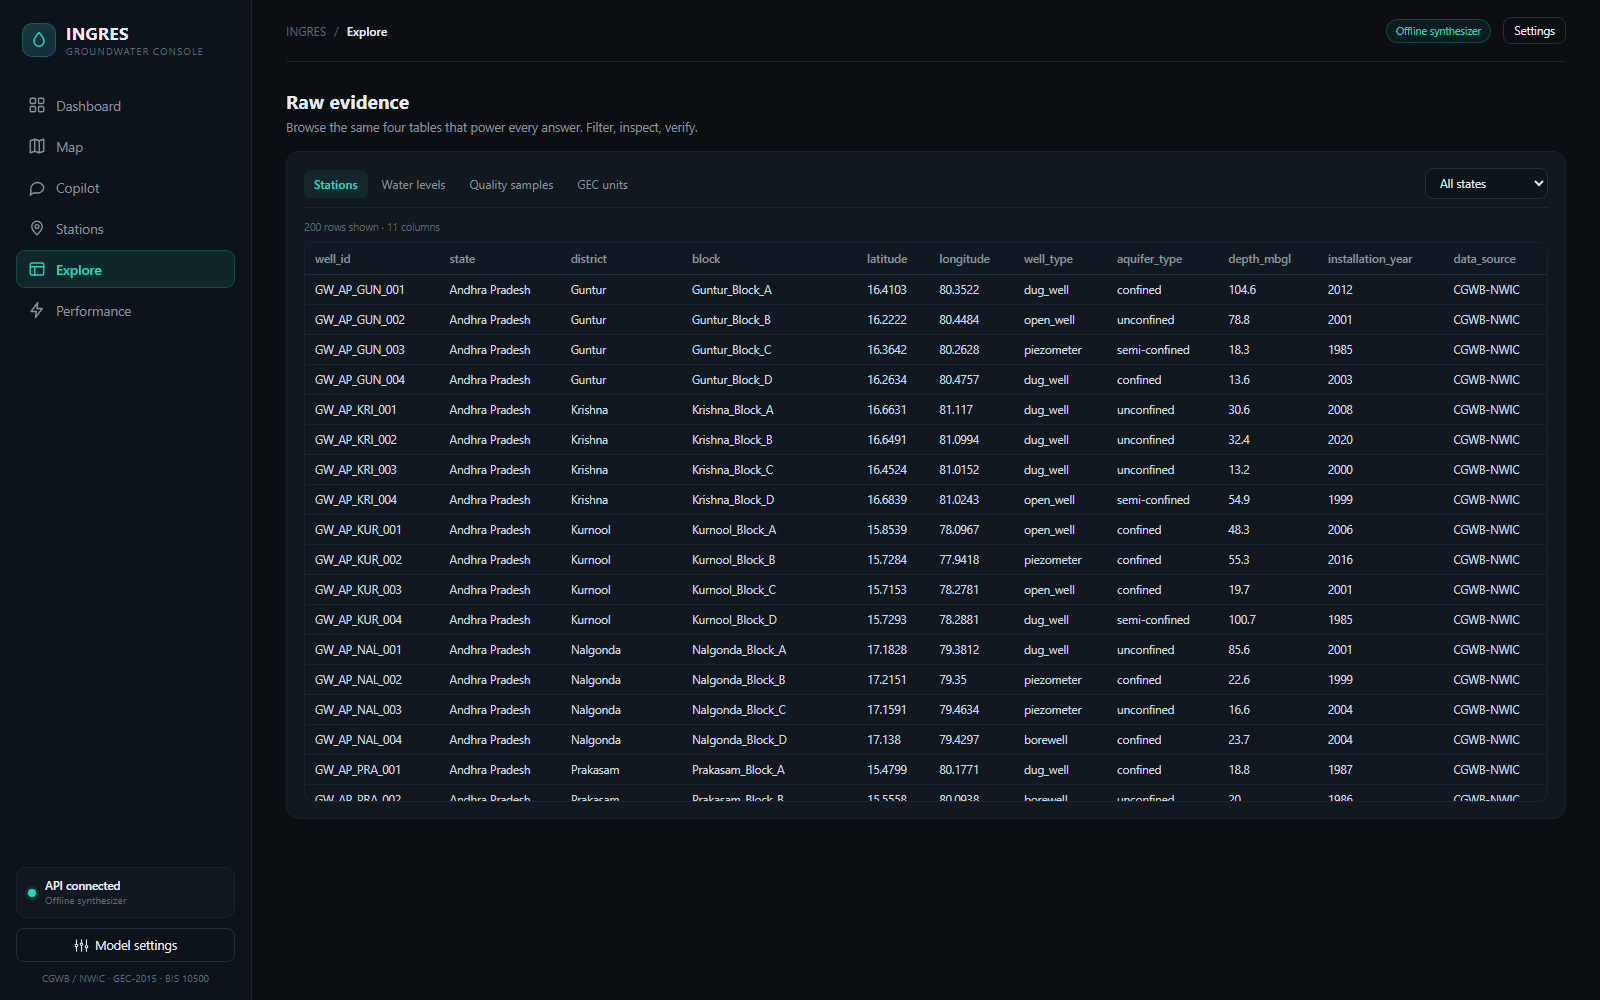 INGRES
GROUNDWATER CONSOLE
Dashboard
Map
Copilot
Stations
Explore
Performance
API connected
Offline synthesizer
Model settings
CGWB / NWIC · GEC-2015 · BIS 10500
INGRES / Explore
Offline synthesizer
Settings
Raw evidence
Browse the same four tables that power every answer. Filter, inspect, verify.
Stations Water levels Quality samples GEC units
All states
200 rows shown · 11 columns
well_id state district block latitude longitude well_type aquifer_type depth_mbgl installation_year data_source
GW_AP_GUN_001 Andhra Pradesh Guntur Guntur_Block_A 16.4103 80.3522 dug_well confined 104.6 2012 CGWB-NWIC
GW_AP_GUN_002 Andhra Pradesh Guntur Guntur_Block_B 16.2222 80.4484 open_well unconfined 78.8 2001 CGWB-NWIC
GW_AP_GUN_003 Andhra Pradesh Guntur Guntur_Block_C 16.3642 80.2628 piezometer semi-confined 18.3 1985 CGWB-NWIC
GW_AP_GUN_004 Andhra Pradesh Guntur Guntur_Block_D 16.2634 80.4757 dug_well confined 13.6 2003 CGWB-NWIC
GW_AP_KRI_001 Andhra Pradesh Krishna Krishna_Block_A 16.6631 81.117 dug_well unconfined 30.6 2008 CGWB-NWIC
GW_AP_KRI_002 Andhra Pradesh Krishna Krishna_Block_B 16.6491 81.0994 dug_well unconfined 32.4 2020 CGWB-NWIC
GW_AP_KRI_003 Andhra Pradesh Krishna Krishna_Block_C 16.4524 81.0152 dug_well unconfined 13.2 2000 CGWB-NWIC
GW_AP_KRI_004 Andhra Pradesh Krishna Krishna_Block_D 16.6839 81.0243 open_well semi-confined 54.9 1999 CGWB-NWIC
GW_AP_KUR_001 Andhra Pradesh Kurnool Kurnool_Block_A 15.8539 78.0967 open_well confined 48.3 2006 CGWB-NWIC
GW_AP_KUR_002 Andhra Pradesh Kurnool Kurnool_Block_B 15.7284 77.9418 piezometer confined 55.3 2016 CGWB-NWIC
GW_AP_KUR_003 Andhra Pradesh Kurnool Kurnool_Block_C 15.7153 78.2781 open_well confined 19.7 2001 CGWB-NWIC
GW_AP_KUR_004 Andhra Pradesh Kurnool Kurnool_Block_D 15.7293 78.2881 dug_well semi-confined 100.7 1985 CGWB-NWIC
GW_AP_NAL_001 Andhra Pradesh Nalgonda Nalgonda_Block_A 17.1828 79.3812 dug_well unconfined 85.6 2001 CGWB-NWIC
GW_AP_NAL_002 Andhra Pradesh Nalgonda Nalgonda_Block_B 17.2151 79.35 piezometer confined 22.6 1999 CGWB-NWIC
GW_AP_NAL_003 Andhra Pradesh Nalgonda Nalgonda_Block_C 17.1591 79.4634 piezometer unconfined 16.6 2004 CGWB-NWIC
GW_AP_NAL_004 Andhra Pradesh Nalgonda Nalgonda_Block_D 17.138 79.4297 borewell confined 23.7 2004 CGWB-NWIC
GW_AP_PRA_001 Andhra Pradesh Prakasam Prakasam_Block_A 15.4799 80.1771 dug_well confined 18.8 1987 CGWB-NWIC
GW_AP_PRA_002 Andhra Pradesh Prakasam Prakasam_Block_B 15.5558 80.0938 borewell unconfined 20 1986 CGWB-NWIC